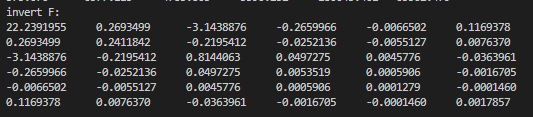 invert F:
22.2391955 0.2693499 -3.1438876 -0.2659966 -0.0066502 0.1169378
0.2693499 0.2411842 -0.2195412 -0.0252136 -0.0055127 0.0076370
-3.1438876 -0.2195412 0.8144063 0.0497275 0.0045776 -0.0363961
-0.2659966 -0.0252136 0.0497275 0.0053519 0.0005906 -0.0016705
-0.0066502 -0.0055127 0.0045776 0.0005906 0.0001279 -0.0001460
0.1169378 0.0076370 -0.0363961 -0.0016705 -0.0001460 0.0017857